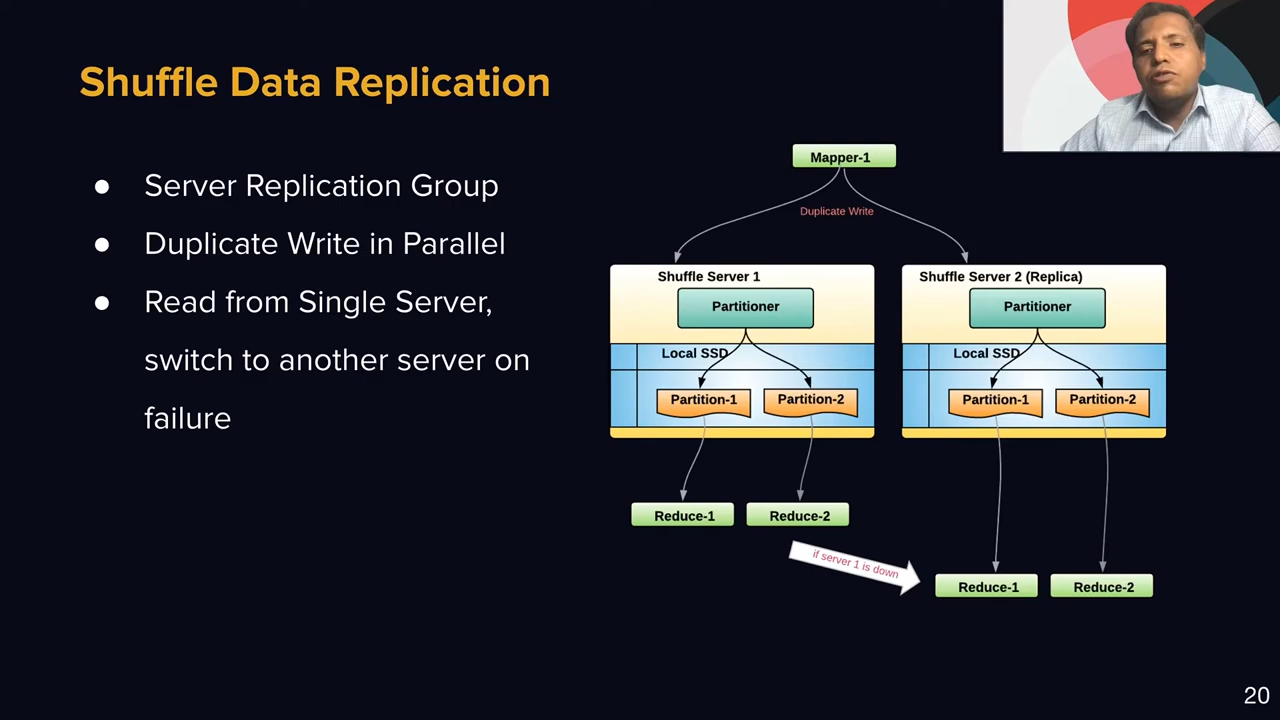 Shuffle Data Replication
● Server Replication Group
● Duplicate Write in Parallel
● Read from Single Server,
switch to another server on
failure
Mapper-1
Duplicate Write
Shuffle Server 1
Partitioner
Local SSD
Partition-1
Partition-2
Shuffle Server 2 (Replica)
Partitioner
Local SSD
Partition-1
Partition-2
Reduce-1
Reduce-2
if server 1 is down
Reduce-1
Reduce-2
20